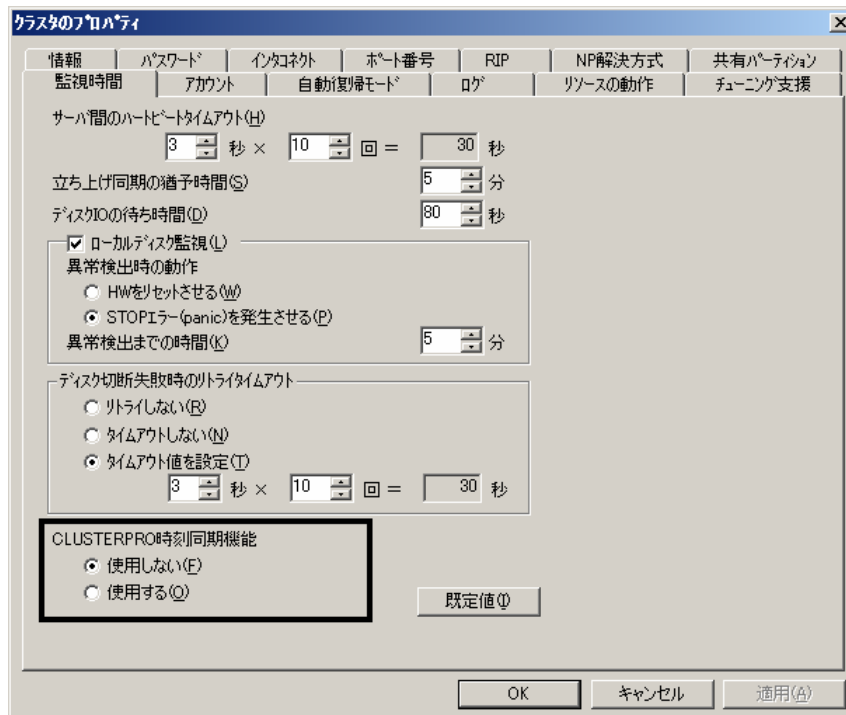 クラスタのプロパティ
情報 パスワード インタコネクト ポート番号 RIP NP解決方式 共有パーティション
監視時間 アカウント 自動復帰モード ログ リソースの動作 チューニング支援
サーバ間のハートビートタイムアウト(H)
3 秒 × 10 回 = 30 秒
立ち上げ同期の猶予時間(S) 5 分
ディスクIOの待ち時間(D) 80 秒
ローカルディスク監視(L)
異常検出時の動作
HWをリセットさせる(W)
STOPエラー(panic)を発生させる(P)
異常検出までの時間(K) 5 分
ディスク切断失敗時のリトライタイムアウト
リトライしない(R)
タイムアウトしない(N)
タイムアウト値を設定(T)
3 秒 × 10 回 = 30 秒
CLUSTERPRO時刻同期機能
使用しない(F)
使用する(O)
既定値(I)
OK キャンセル 適用(A)